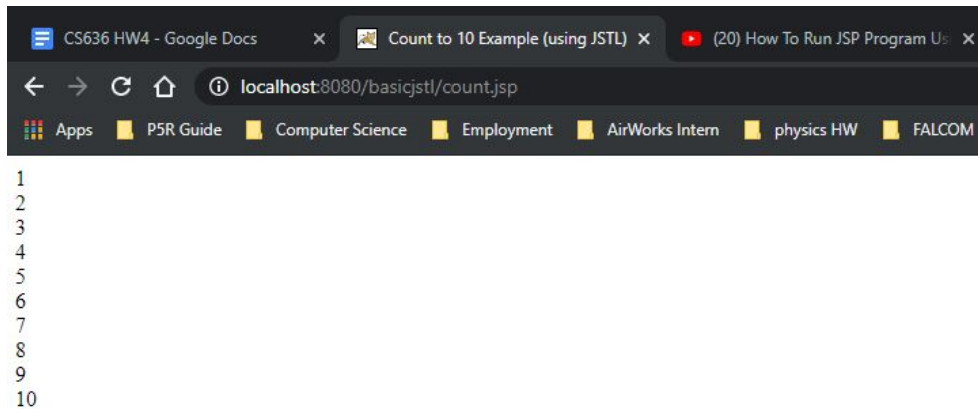 CS636 HW4 - Google Docs
Count to 10 Example (using JSTL)
(20) How To Run JSP Program Us
localhost:8080/basicjstl/count.jsp
Apps P5R Guide Computer Science Employment AirWorks Intern physics HW FALCOM
1
2
3
4
5
6
7
8
9
10